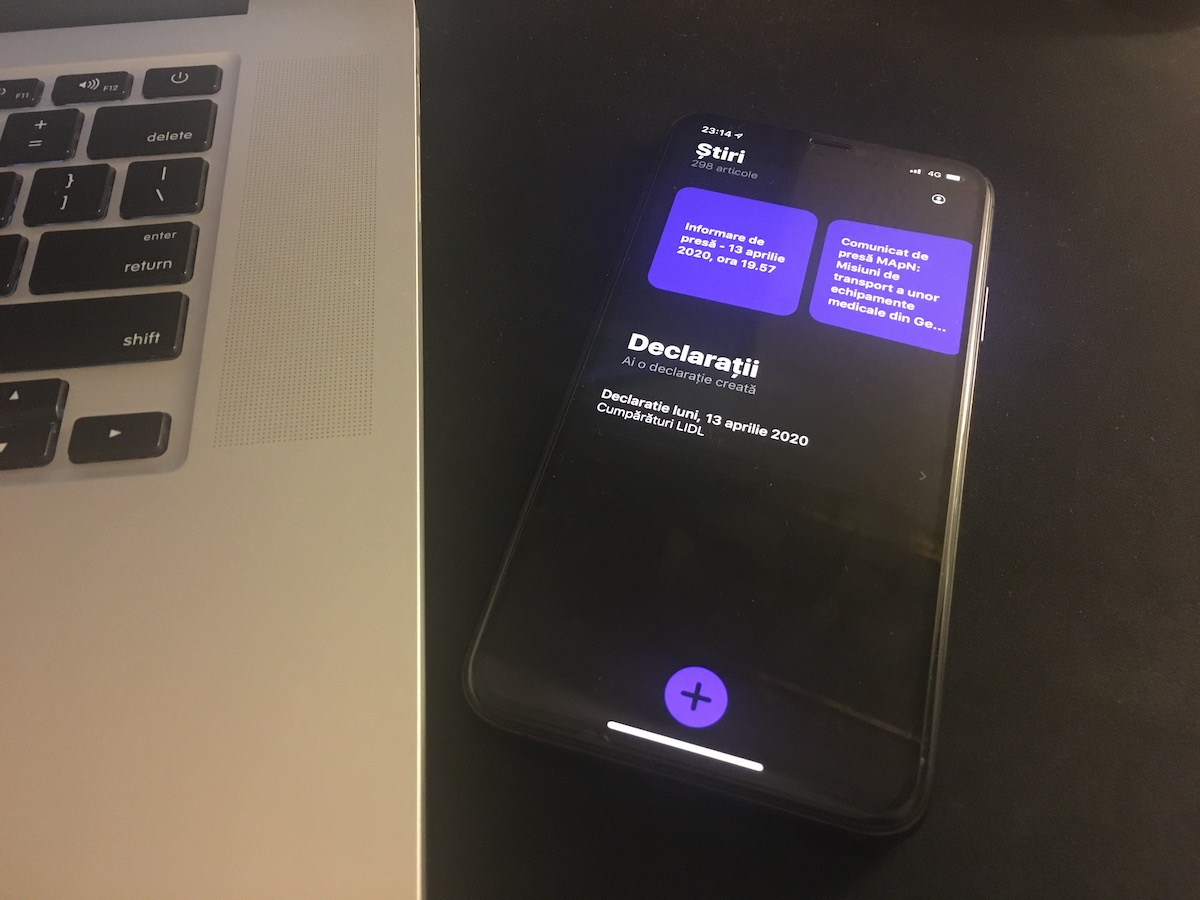 F11
F12
+
=
delete
}
]
|
\
enter
return
shift
23:14
4G
Știri
298 articole
Informare de
presă - 13 aprilie
2020, ora 19.57
Comunicat de
presă MApN:
Misiuni de
transport a unor
echipamente
medicale din Ge...
Declarații
Ai o declarație creată
Declaratie luni, 13 aprilie 2020
Cumpărături LIDL